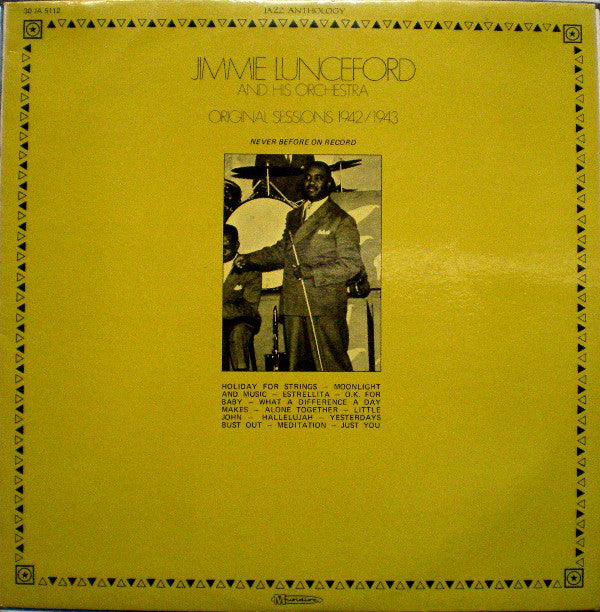 30 JA 5112
JAZZ ANTHOLOGY
JIMMIE LUNCEFORD
AND HIS ORCHESTRA
ORIGINAL SESSIONS 1942/1943
NEVER BEFORE ON RECORD
HOLIDAY FOR STRINGS – MOONLIGHT
AND MUSIC – ESTRELLITA – O.K. FOR
BABY – WHAT A DIFFERENCE A DAY
MAKES – ALONE TOGETHER – LITTLE
JOHN – HALLELUJAH – YESTERDAYS
BUST OUT – MEDITATION – JUST YOU
Musidisc